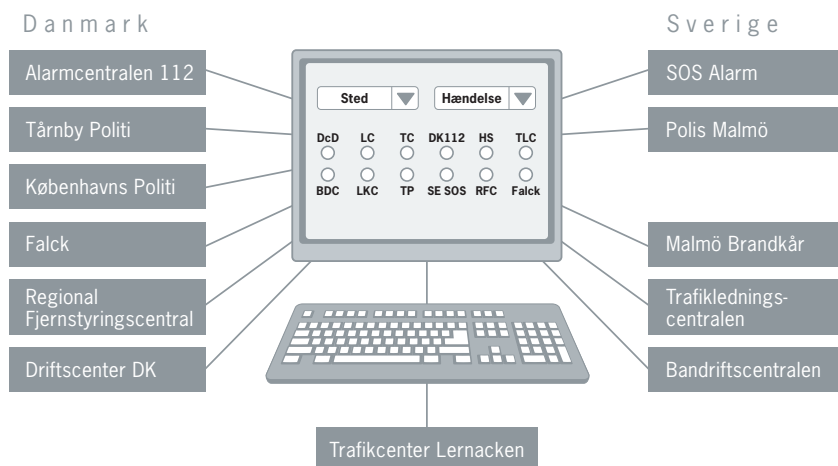 Danmark
Sverige
Alarmcentralen 112
Tårnby Politi
Københavns Politi
Falck
Regional
Fjernstyringscentral
Driftscenter DK
Sted
Hændelse
DcD LC TC DK112 HS TLC
BDC LKC TP SE SOS RFC Falck
SOS Alarm
Polis Malmö
Malmö Brandkår
Trafiklednings-
centralen
Bandriftscentralen
Trafikcenter Lernacken